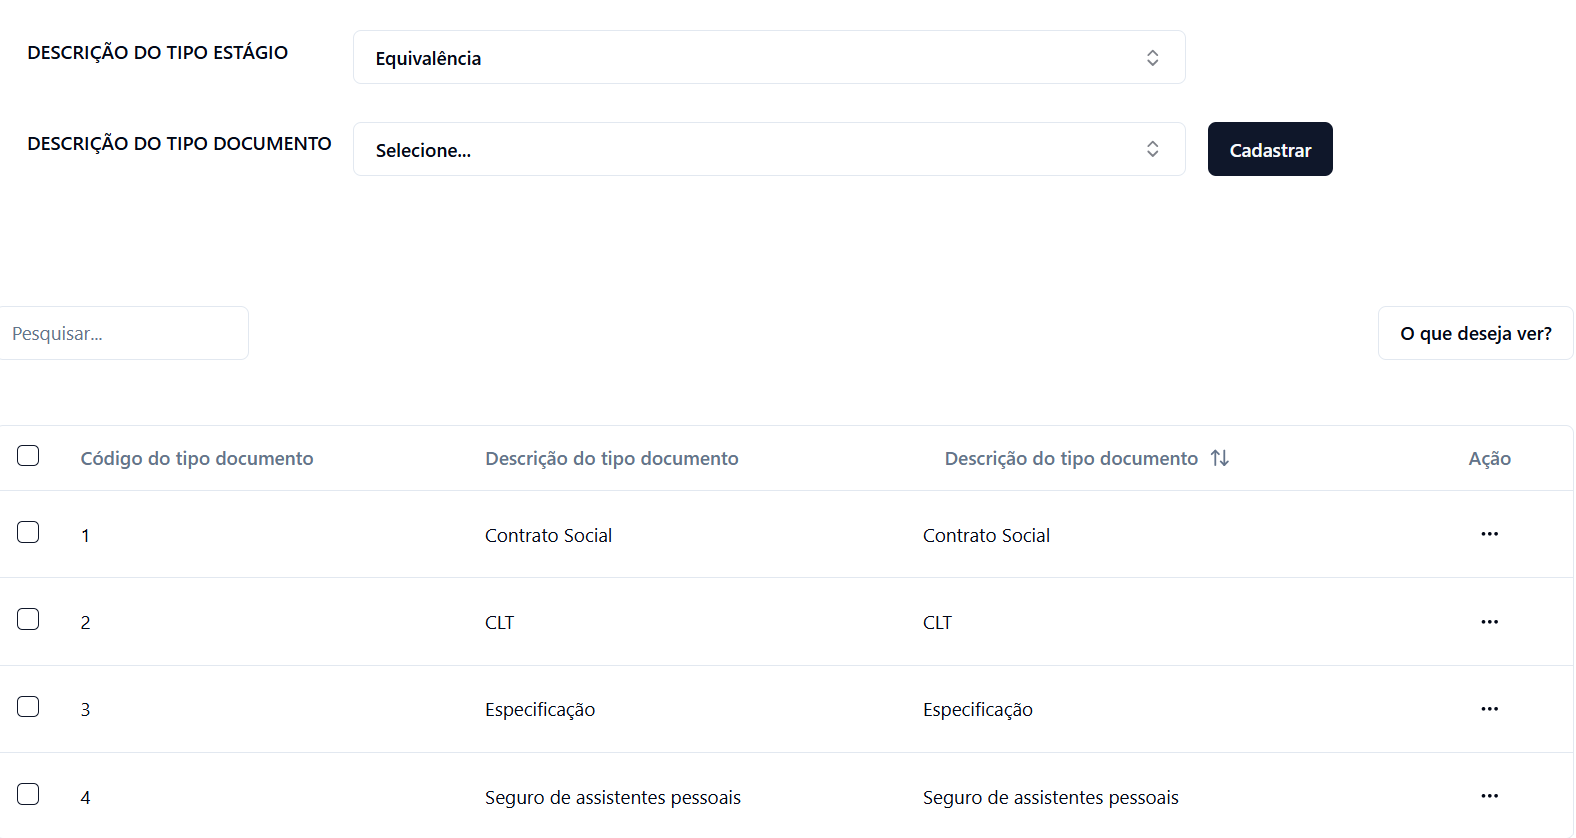 DESCRIÇÃO DO TIPO ESTÁGIO
Equivalência
DESCRIÇÃO DO TIPO DOCUMENTO
Selecione...
Cadastrar
Pesquisar...
O que deseja ver?
Código do tipo documento Descrição do tipo documento Descrição do tipo documento Ação
1 Contrato Social Contrato Social ...
2 CLT CLT ...
3 Especificação Especificação ...
4 Seguro de assistentes pessoais Seguro de assistentes pessoais ...